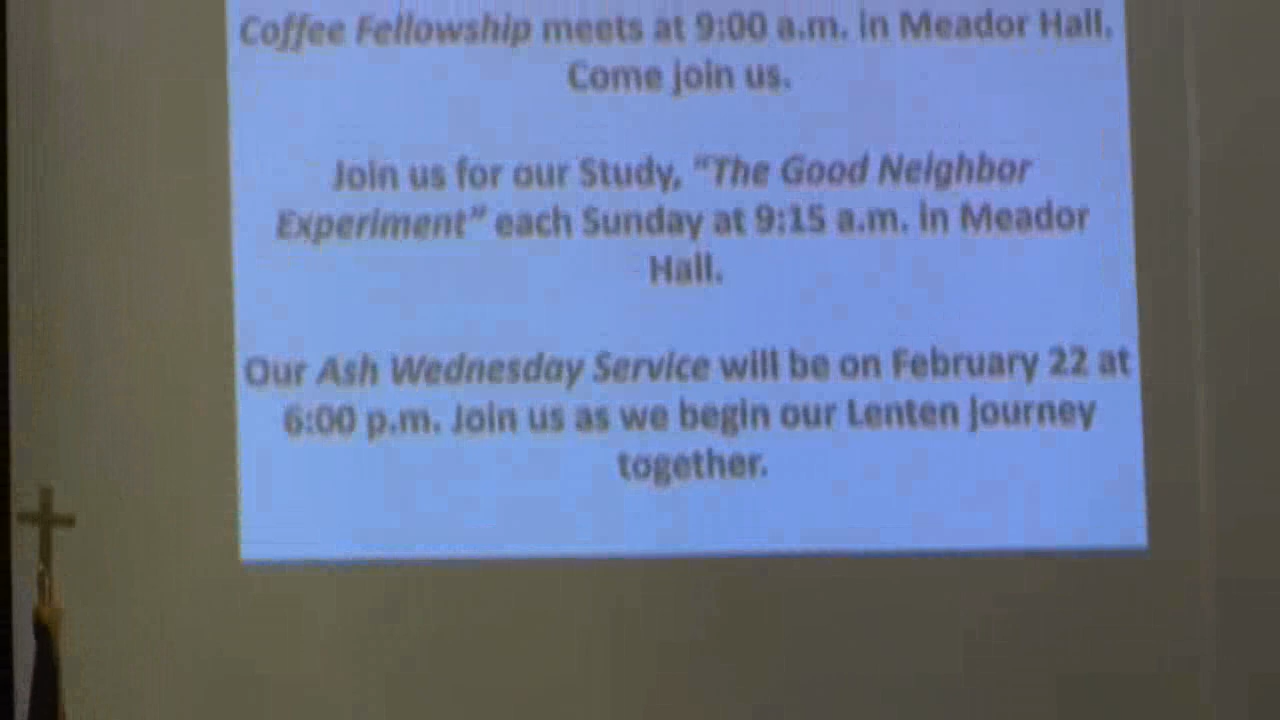 Coffee Fellowship meets at 9:00 a.m. in Meador Hall.
Come join us.
Join us for our Study, “The Good Neighbor
Experiment” each Sunday at 9:15 a.m. in Meador
Hall.
Our Ash Wednesday Service will be on February 22 at
6:00 p.m. Join us as we begin our Lenten journey
together.